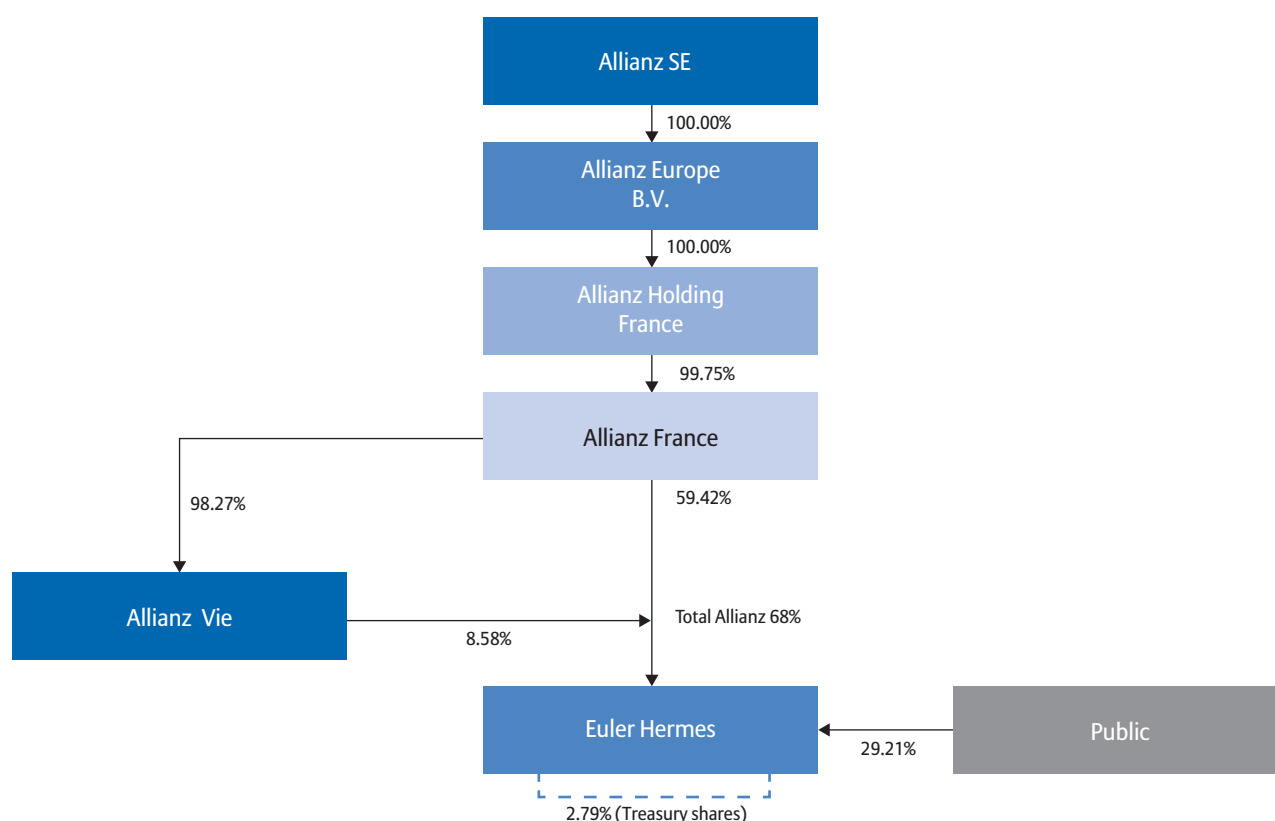 Allianz SE
100.00%
Allianz Europe
B.V.
100.00%
Allianz Holding
France
99.75%
Allianz France
98.27%
59.42%
Allianz Vie
8.58%
Total Allianz 68%
Euler Hermes
29.21%
Public
2.79% (Treasury shares)